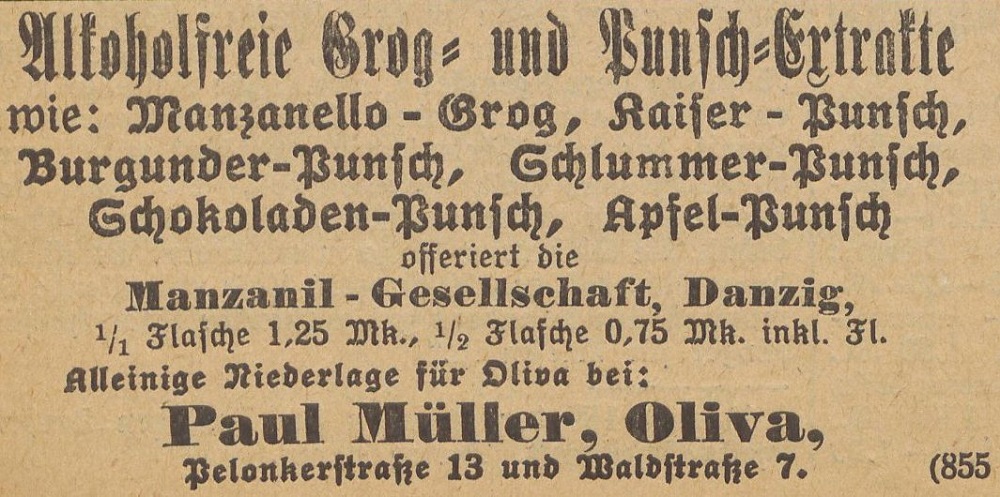 Alkoholfreie Grog- und Punsch-Extrakte
wie: Manzanello - Grog, Kaiser - Punsch,
Burgunder-Punsch, Schlummer-Punsch,
Schokoladen-Punsch, Apfel-Punsch
offeriert die
Manzanil - Gesellschaft, Danzig,
1/1 Flasche 1,25 Mk., 1/2 Flasche 0,75 Mk. inkl. Fl.
Alleinige Niederlage für Oliva bei:
Paul Müller, Oliva,
Pelonkerstraße 13 und Waldstraße 7. (855